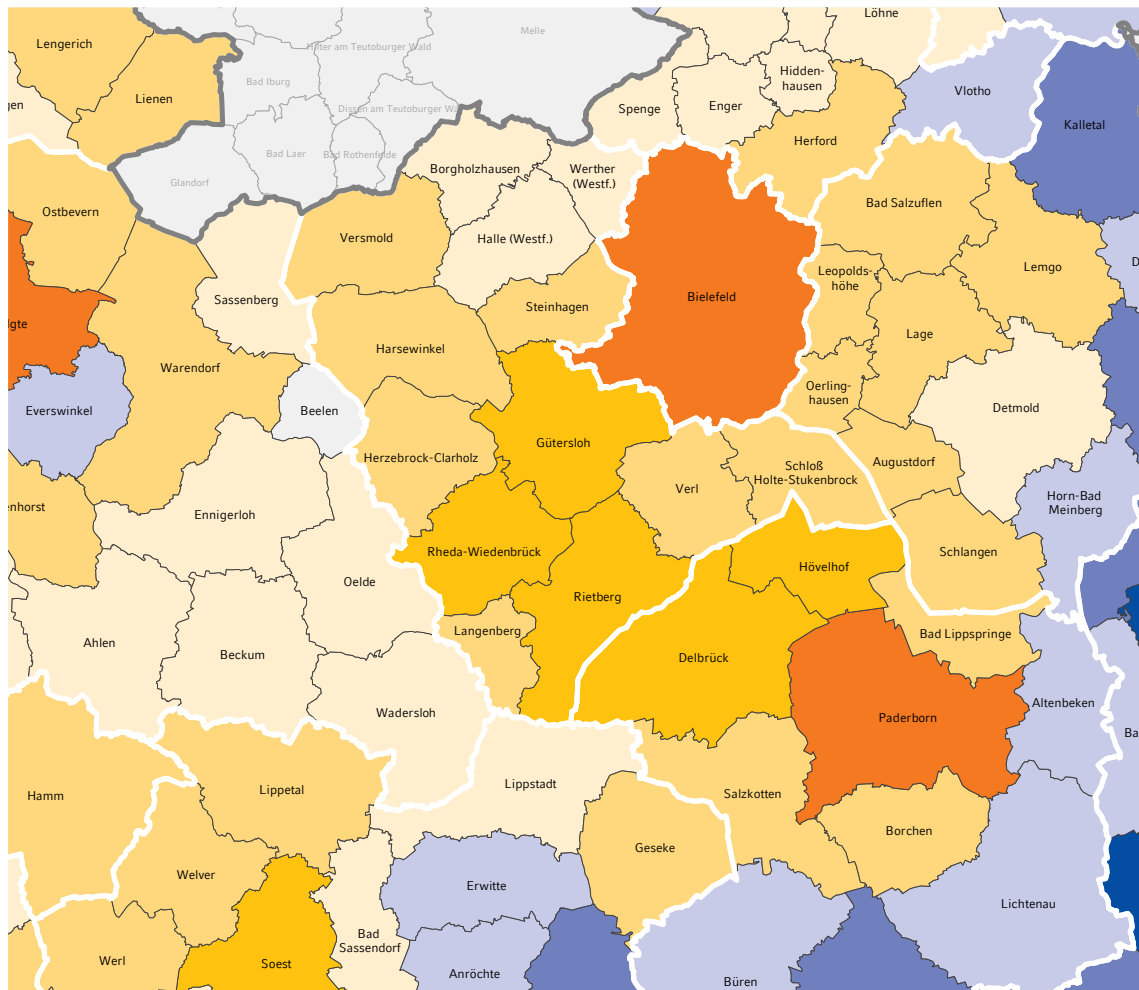 Lengerich
Hilter am Teutoburger Wald
Melle
Löhne
Bad Iburg
Hidden-
hausen
Vlotho
Lienen
gen
Spenge
Enger
Kalletal
Herford
Bad Laer
Bad Rothenfelde
Glandorf
Borgholzhausen
Werther
(Westf.)
Ostbevern
Versmold
Halle (Westf.)
Bad Salzuflen
Lemgo
D
Sassenberg
Steinhagen
Bielefeld
Leopolds-
höhe
lgte
Harsewinkel
Lage
Warendorf
Everswinkel
Beelen
Oerling-
hausen
Detmold
Herzebrock-Clarholz
Gütersloh
Verl
Schloß
Holte-Stukenbrock
Augustdorf
Horn-Bad
Meinberg
enhorst
Ennigerloh
Rheda-Wiedenbrück
Schlangen
Oelde
Rietberg
Hövelhof
Ahlen
Beckum
Langenberg
Delbrück
Bad Lippspringe
Wadersloh
Paderborn
Altenbeken
Ba
Hamm
Lippetal
Lippstadt
Salzkotten
Borchen
Geseke
Welver
Erwitte
Lichtenau
Bad
Sassendorf
Werl
Soest
Anröchte
Büren